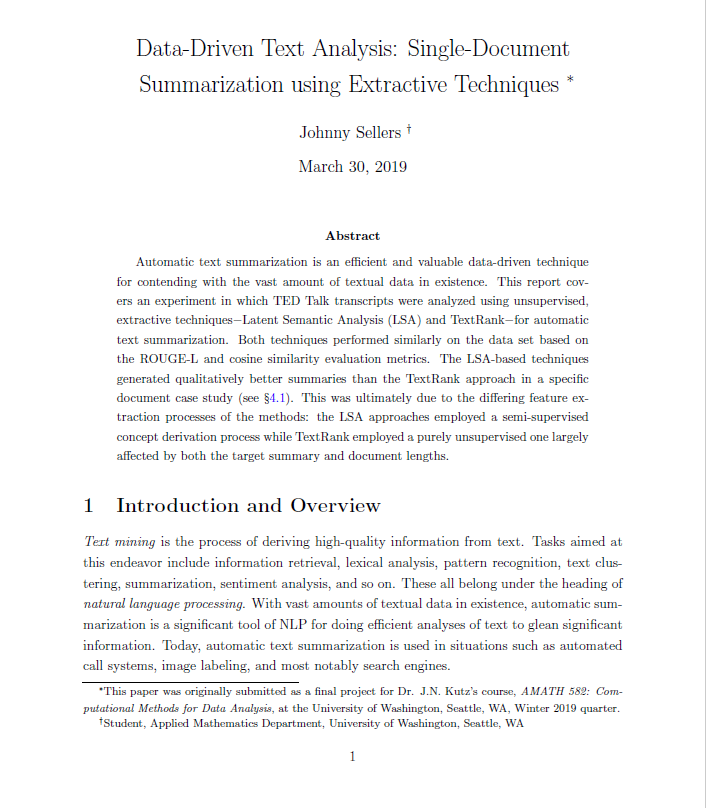 Data-Driven Text Analysis: Single-Document
Summarization using Extractive Techniques *
Johnny Sellers †
March 30, 2019
Abstract
Automatic text summarization is an efficient and valuable data-driven technique
for contending with the vast amount of textual data in existence. This report cov-
ers an experiment in which TED Talk transcripts were analyzed using unsupervised,
extractive techniques−Latent Semantic Analysis (LSA) and TextRank−for automatic
text summarization. Both techniques performed similarly on the data set based on
the ROUGE-L and cosine similarity evaluation metrics. The LSA-based techniques
generated qualitatively better summaries than the TextRank approach in a specific
document case study (see §4.1). This was ultimately due to the differing feature ex-
traction processes of the methods: the LSA approaches employed a semi-supervised
concept derivation process while TextRank employed a purely unsupervised one largely
affected by both the target summary and document lengths.
1 Introduction and Overview
Text mining is the process of deriving high-quality information from text. Tasks aimed at
this endeavor include information retrieval, lexical analysis, pattern recognition, text clus-
tering, summarization, sentiment analysis, and so on. These all belong under the heading of
natural language processing. With vast amounts of textual data in existence, automatic sum-
marization is a significant tool of NLP for doing efficient analyses of text to glean significant
information. Today, automatic text summarization is used in situations such as automated
call systems, image labeling, and most notably search engines.
*This paper was originally submitted as a final project for Dr. J.N. Kutz's course, AMATH 582: Com-
putational Methods for Data Analysis, at the University of Washington, Seattle, WA, Winter 2019 quarter.
†Student, Applied Mathematics Department, University of Washington, Seattle, WA
1